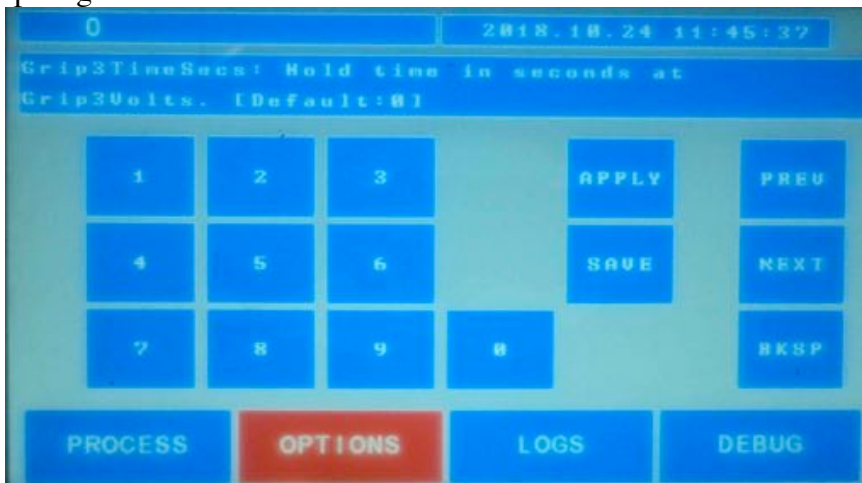 0
2018.10.24 11:45:37
Grip3TimeSecs: Hold time in seconds at
Grip3Volts. [Default:0]
1 2 3 APPLY PREV
4 5 6 SAVE NEXT
7 8 9 0 BKSP
PROCESS OPTIONS LOGS DEBUG